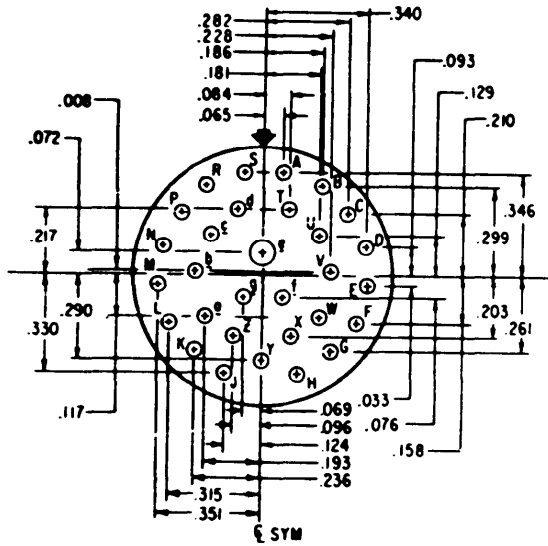 .282
.340
.228
.186
.093
.181
.008
.084
.129
.065
.072
.210
S A
R B
P d T C
.346
.217
c U
.299
N e D
M b V
E
g f
.290
.203
L a W F
.330
.261
Z X
K Y G
J H
.033
.117
.069
.076
.096
.124
.158
.193
.236
.315
.351
℄ SYM